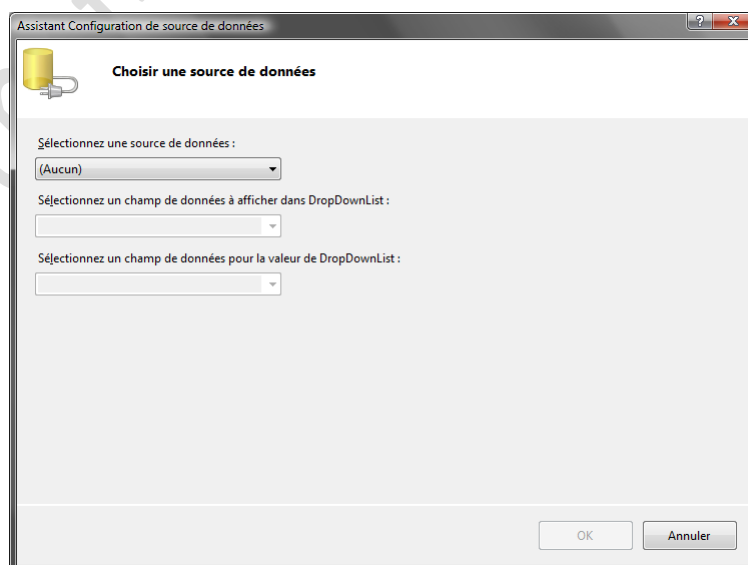 Assistant Configuration de source de données
Choisir une source de données
Sélectionnez une source de données :
(Aucun)
Sélectionnez un champ de données à afficher dans DropDownList :
Sélectionnez un champ de données pour la valeur de DropDownList :
OK
Annuler